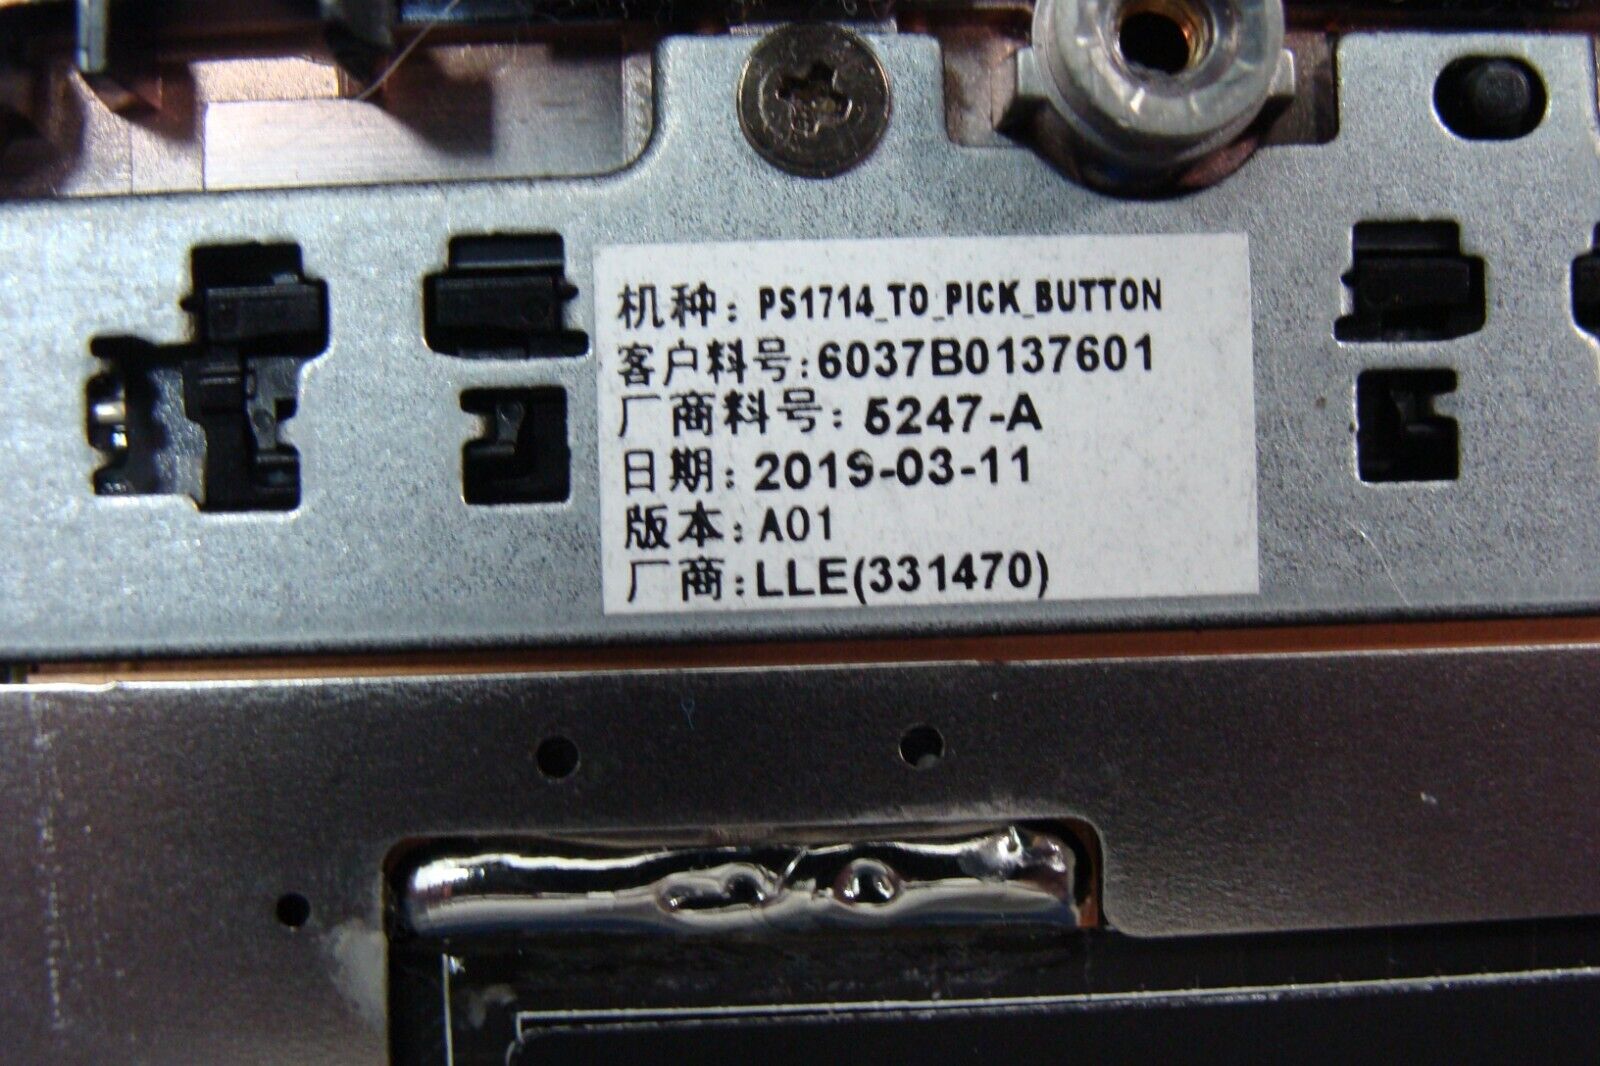 机种: PS1714_TO_PICK_BUTTON
客户料号:6037B0137601
厂商料号: 5247-A
日期: 2019-03-11
版本: A01
厂商:LLE(331470)